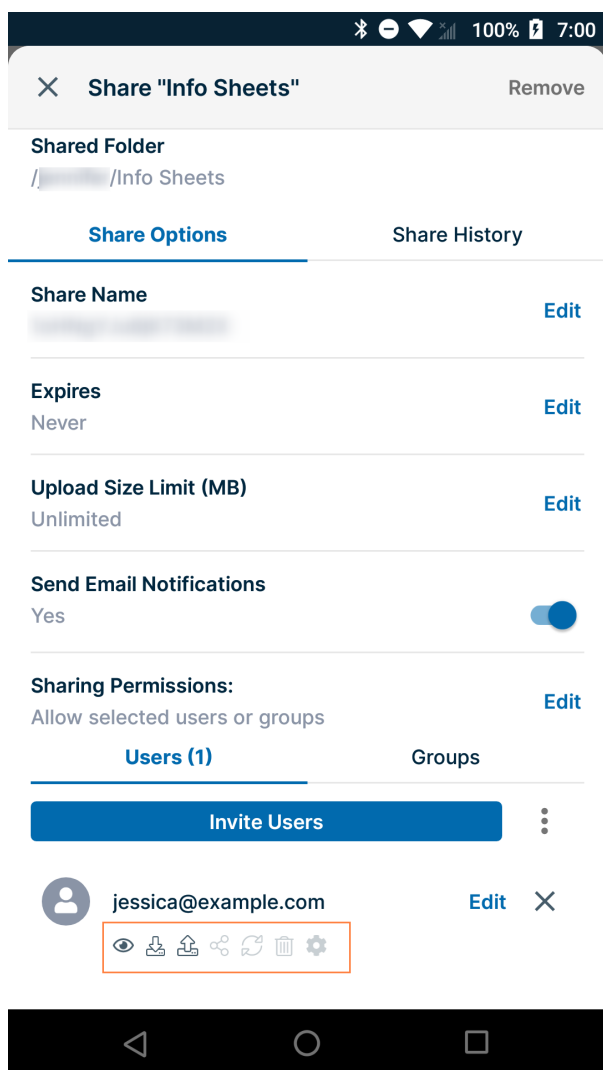 100% 7:00
Share "Info Sheets" Remove
Shared Folder
/ /Info Sheets
Share Options Share History
Share Name
Edit
Expires
Never
Edit
Upload Size Limit (MB)
Unlimited
Edit
Send Email Notifications
Yes
Sharing Permissions:
Allow selected users or groups
Edit
Users (1) Groups
Invite Users
jessica@example.com Edit